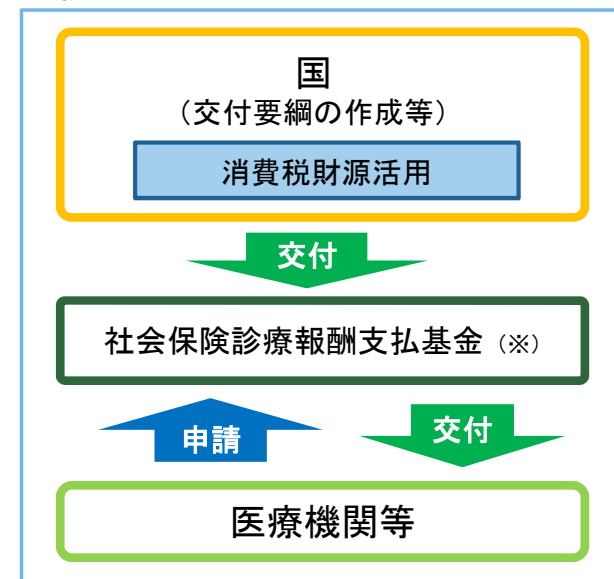 国
（交付要綱の作成等）
消費税財源活用
交付
社会保険診療報酬支払基金（※）
申請
交付
医療機関等